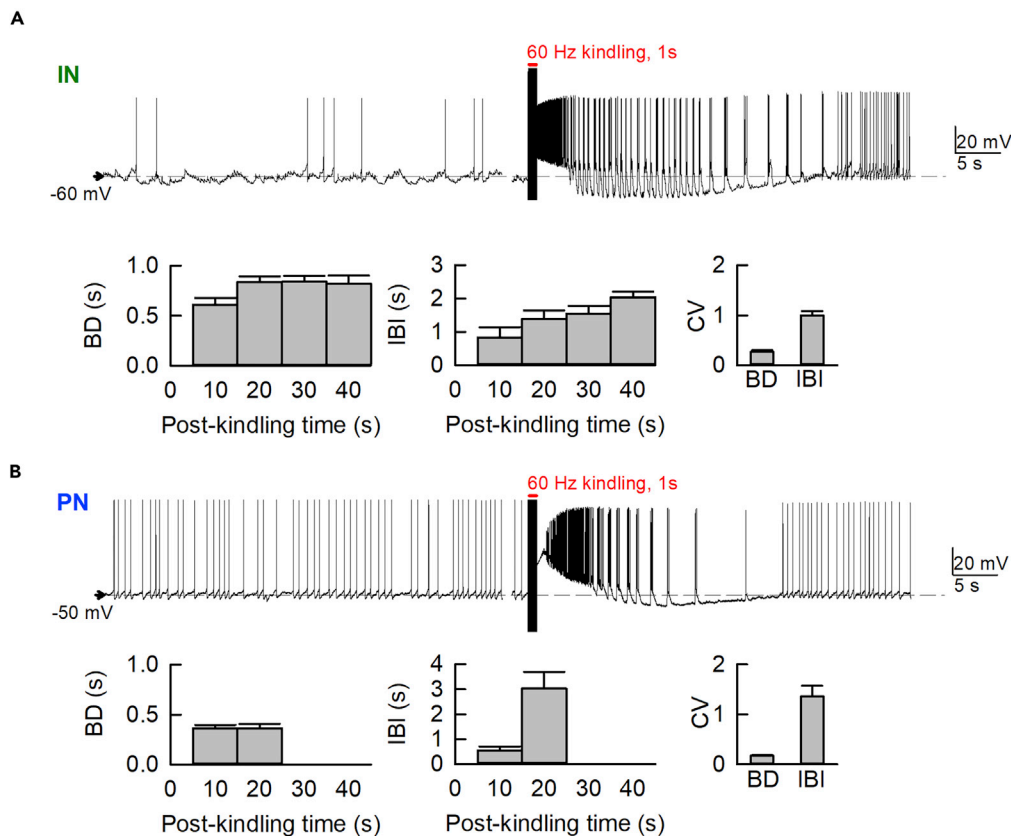 A
60 Hz kindling, 1s
IN
-60 mV
20 mV
5 s
BD (s)
1.0
0.5
0.0
0 10 20 30 40
Post-kindling time (s)
IBI (s)
3
2
1
0
0 10 20 30 40
Post-kindling time (s)
CV
2
1
0
BD IBI
B
60 Hz kindling, 1s
PN
-50 mV
20 mV
5 s
BD (s)
1.0
0.5
0.0
0 10 20 30 40
Post-kindling time (s)
IBI (s)
4
3
2
1
0
0 10 20 30 40
Post-kindling time (s)
CV
2
1
0
BD IBI